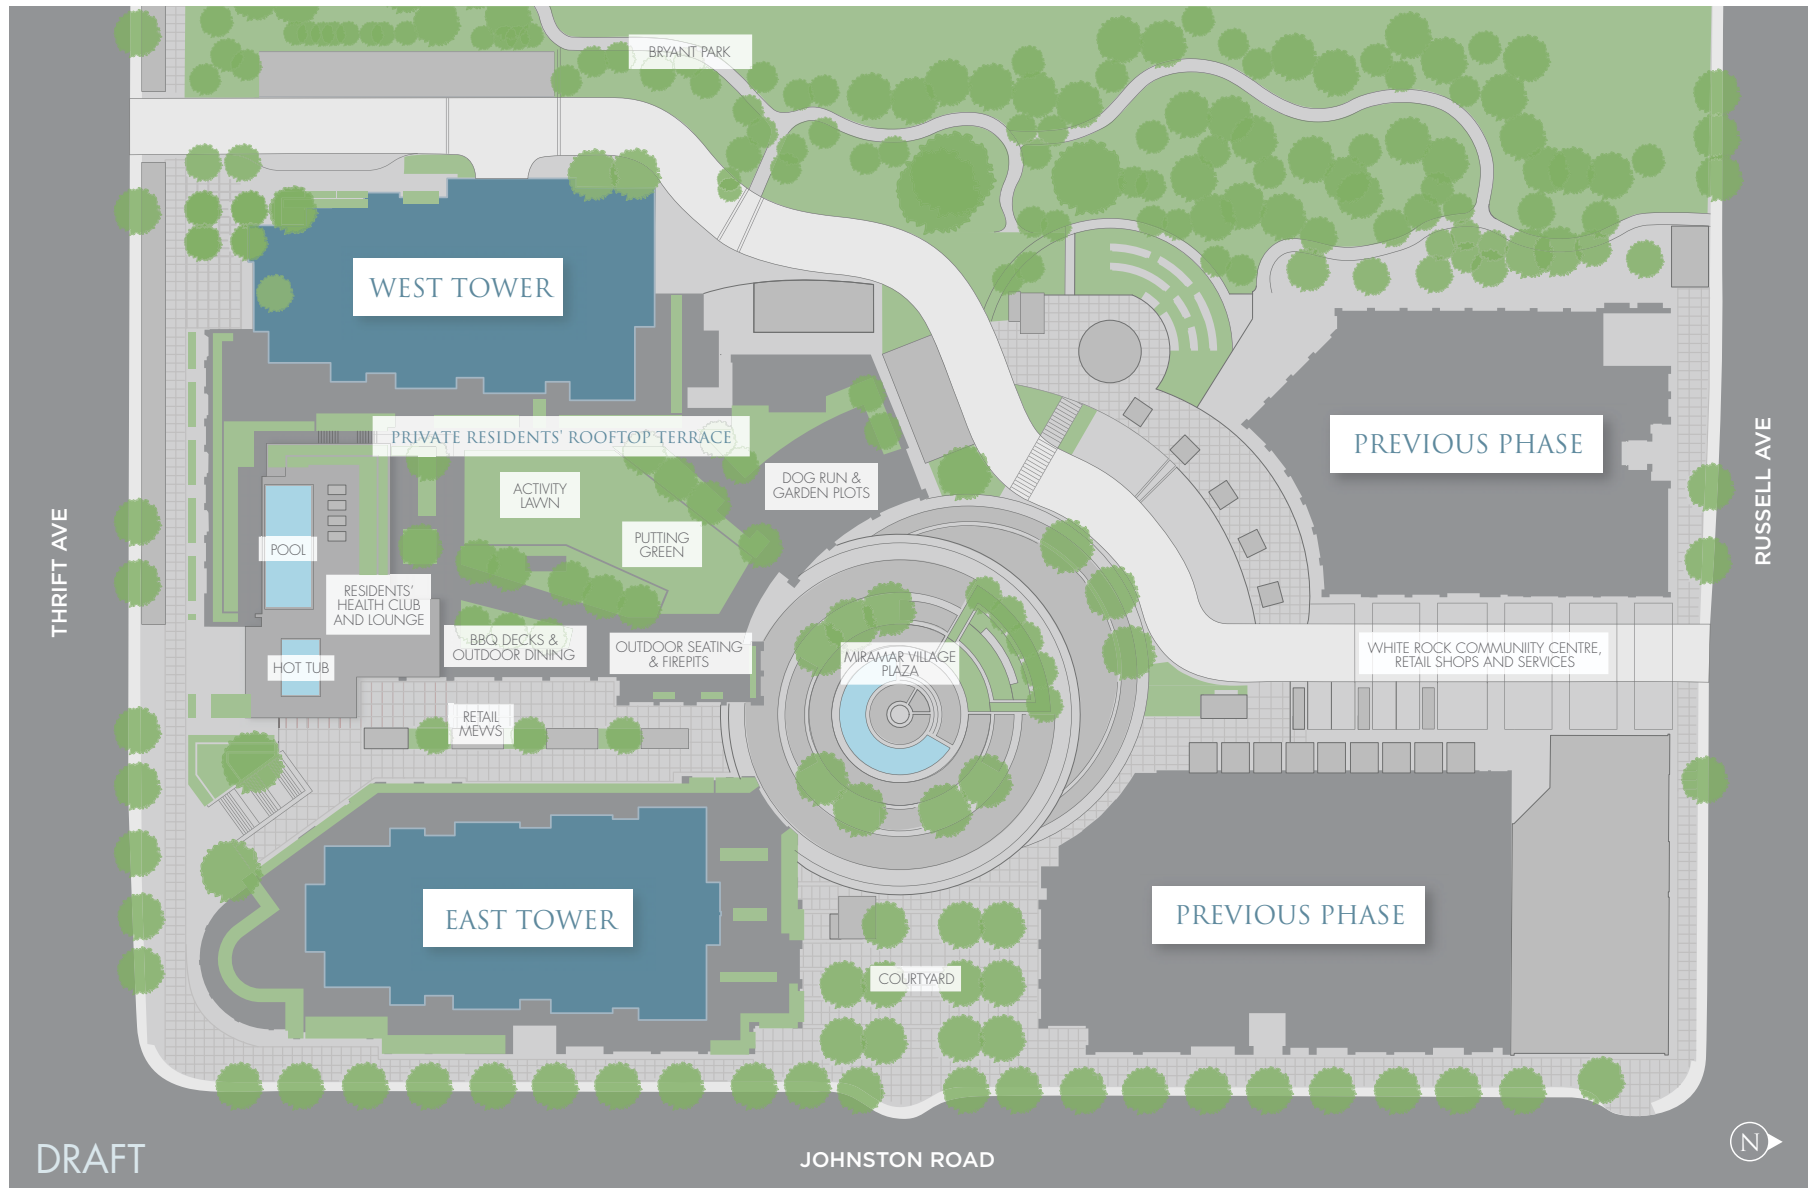 BRYANT PARK
WEST TOWER
PRIVATE RESIDENTS' ROOFTOP TERRACE
PREVIOUS PHASE
ACTIVITY
LAWN
DOG RUN &
GARDEN PLOTS
THRIFT AVE
RUSSELL AVE
POOL
PUTTING
GREEN
RESIDENTS'
HEALTH CLUB
AND LOUNGE
HOT TUB
BBQ DECKS &
OUTDOOR DINING
OUTDOOR SEATING
& FIREPITS
MIRAMAR VILLAGE
PLAZA
WHITE ROCK COMMUNIITY CENTRE,
RETAIL SHOPS AND SERVICES
RETAIL
MEWS
EAST TOWER
PREVIOUS PHASE
COURTYARD
DRAFT
JOHNSTON ROAD
N